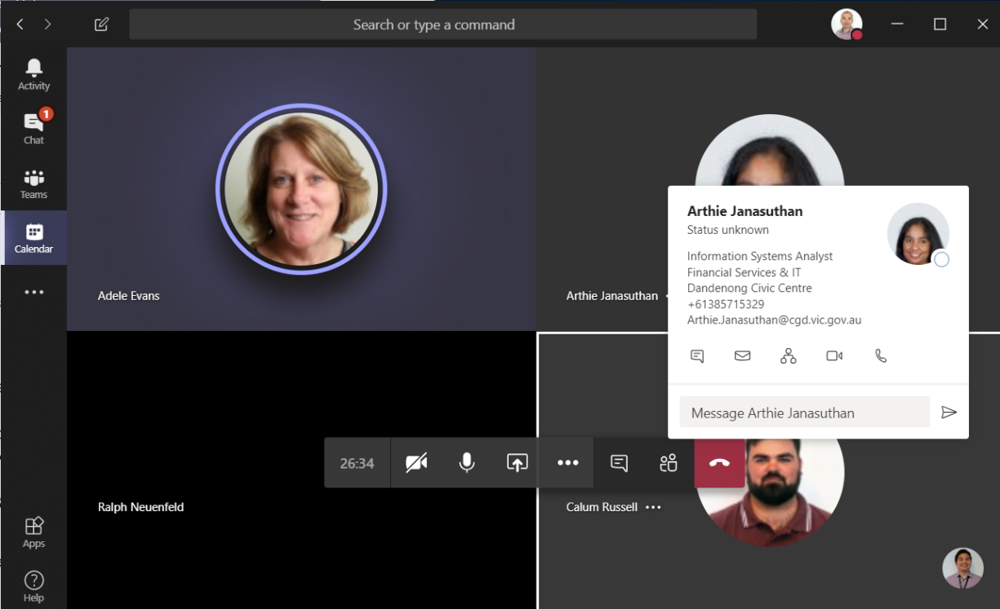 Search or type a command
Activity
1
Chat
Teams
Calendar
Apps
Help
Adele Evans
Arthie Janasuthan
Arthie Janasuthan
Status unknown
Information Systems Analyst
Financial Services & IT
Dandenong Civic Centre
+61385715329
Arthie.Janasuthan@cgd.vic.gov.au
Message Arthie Janasuthan
26:34
Ralph Neuenfeld
Calum Russell